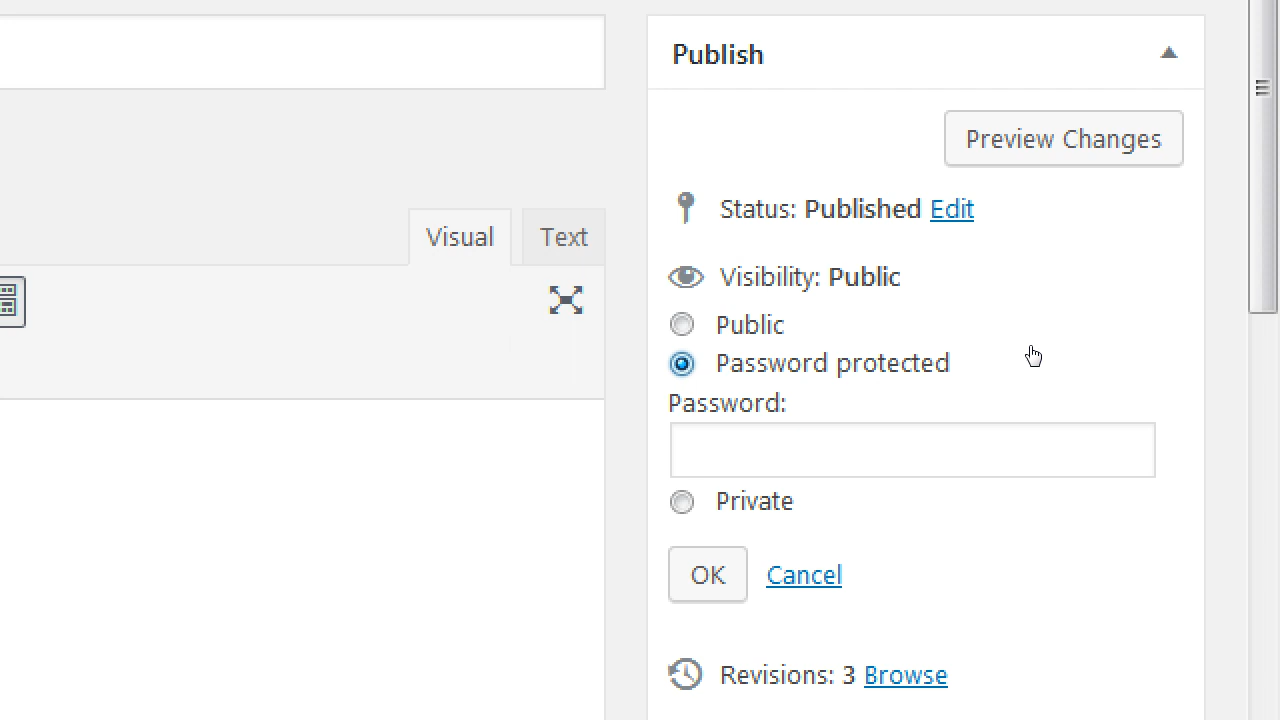 Publish
Preview Changes
Status: Published Edit
Visual Text
Visibility: Public
Public
Password protected
Password:
Private
OK Cancel
Revisions: 3 Browse